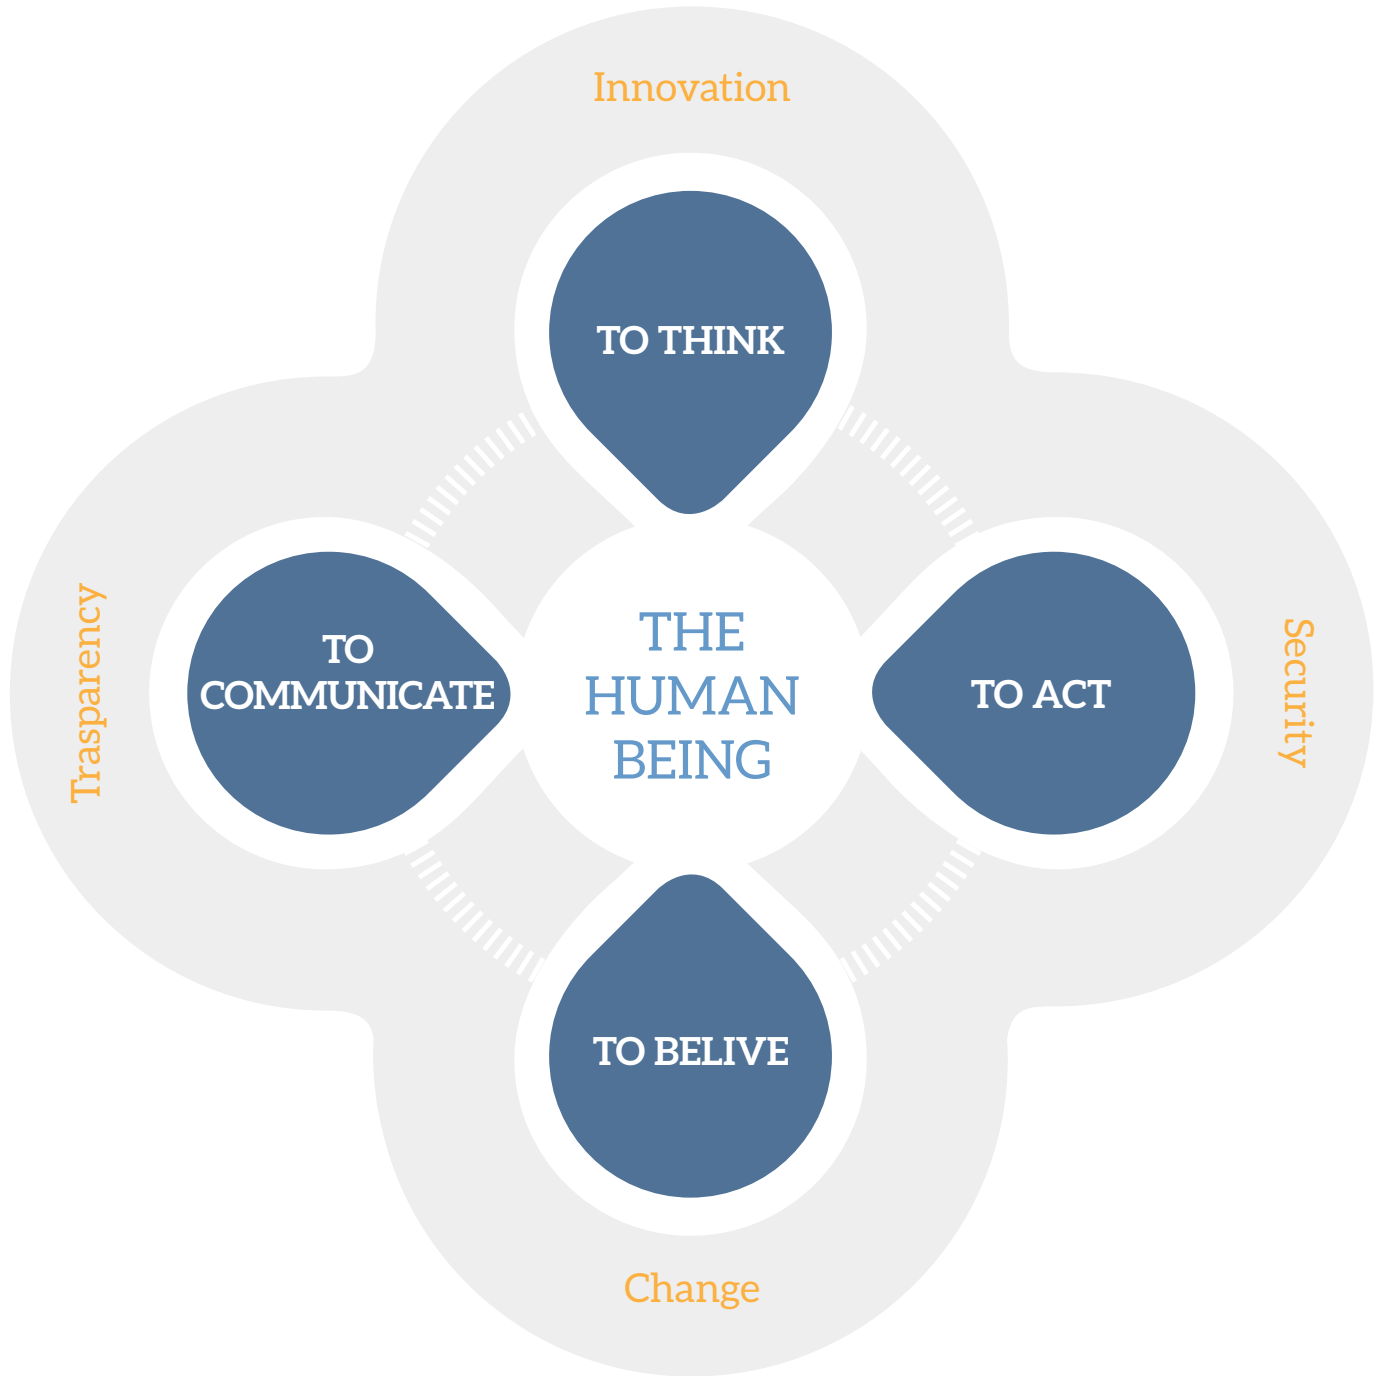 Innovation
TO THINK
Trasparency
TO
COMMUNICATE
THE
HUMAN
BEING
TO ACT
Security
TO BELIVE
Change